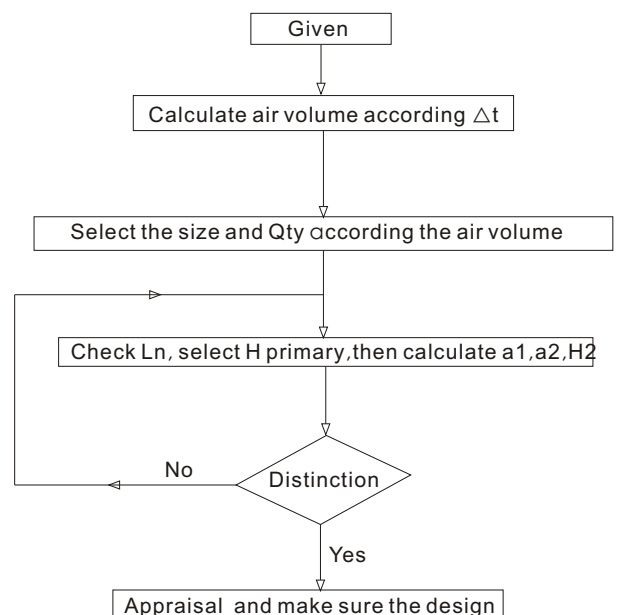 Given
Calculate air volume according △t
Select the size and Qty according the air volume
Check Ln, select H primary,then calculate a1,a2,H2
No
Distinction
Yes
Appraisal and make sure the design